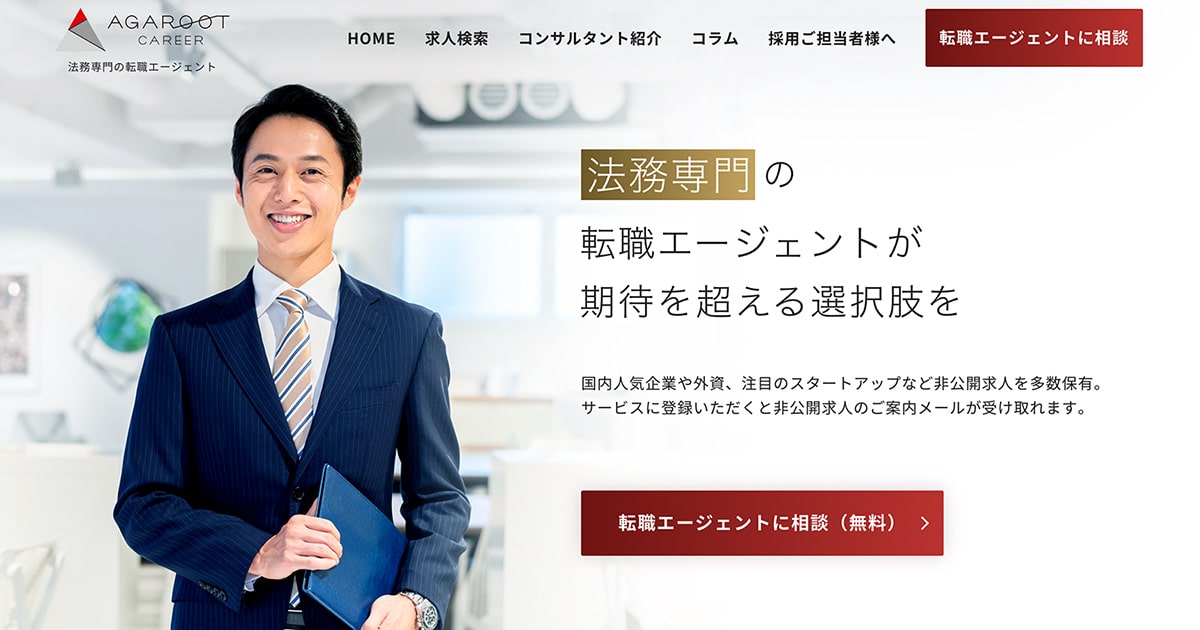 AGAROOT
CAREER
法務専門の転職エージェント
HOME 求人検索 コンサルタント紹介 コラム 採用ご担当者様へ 転職エージェントに相談
法務専門の
転職エージェントが
期待を超える選択肢を
国内人気企業や外資、注目のスタートアップなど非公開求人を多数保有。
サービスに登録いただくと非公開求人のご案内メールが受け取れます。
転職エージェントに相談（無料）